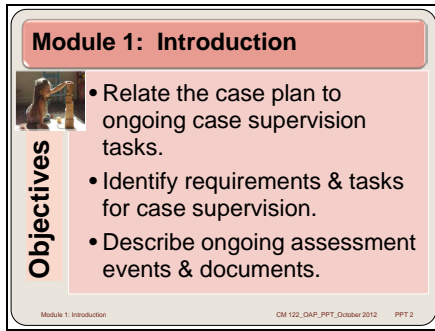 Module 1:  Introduction
Objectives
• Relate the case plan to
ongoing case supervision
tasks.
• Identify requirements & tasks
for case supervision.
• Describe ongoing assessment
events & documents.
Module 1: Introduction
CM 122_OAP_PPT_October 2012
PPT 2